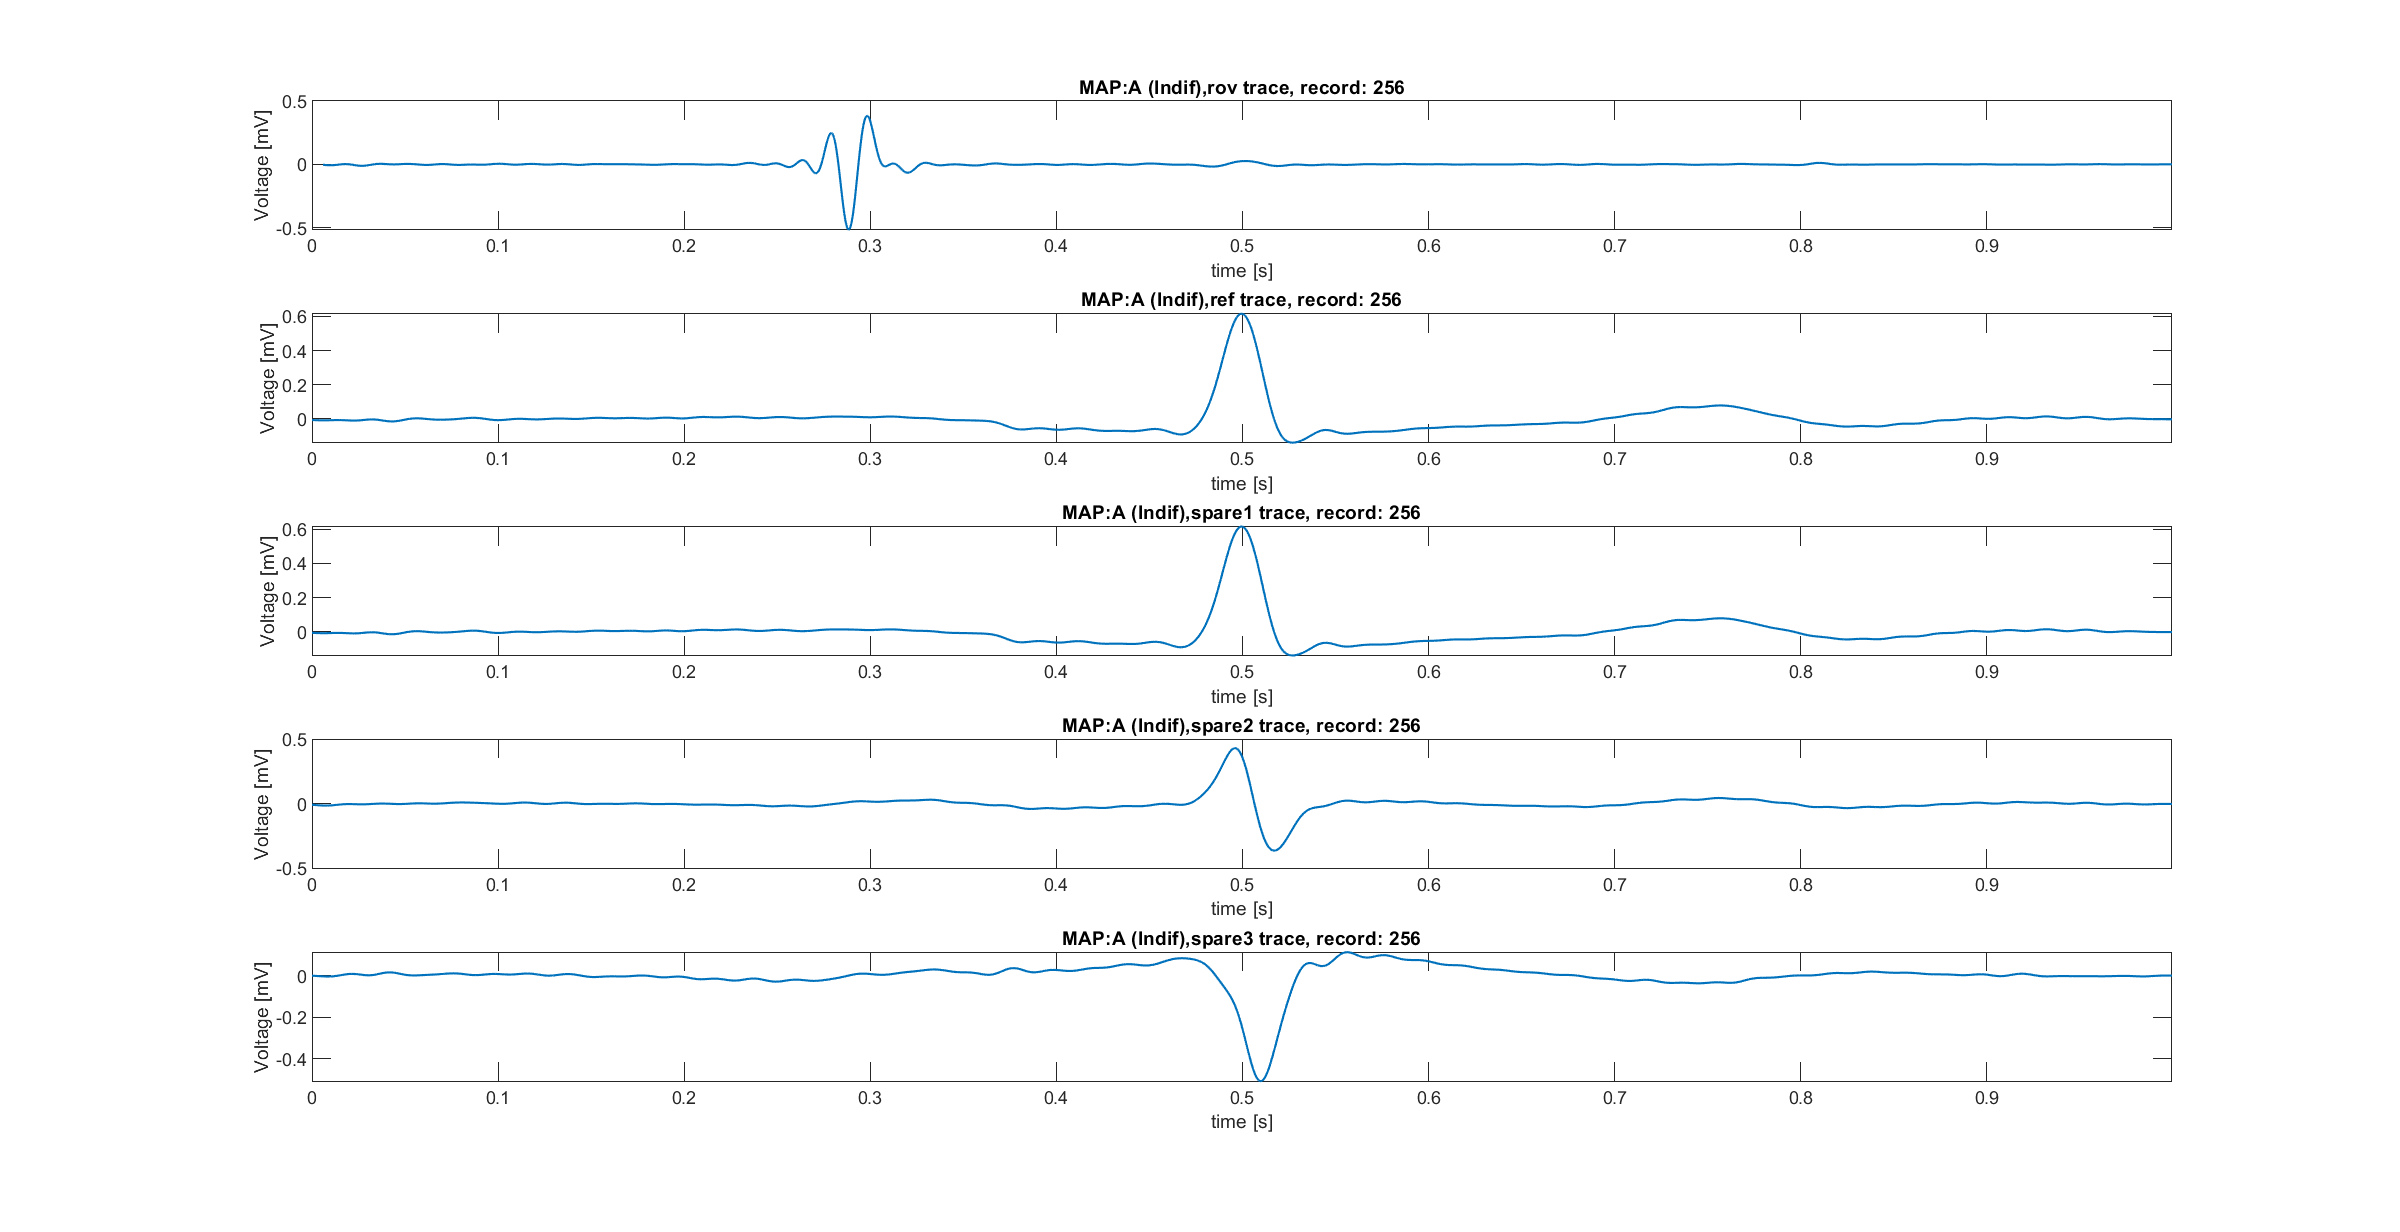 MAP:A (Indif),rov trace, record: 256
Voltage [mV]
0.5
0
-0.5
0 0.1 0.2 0.3 0.4 0.5 0.6 0.7 0.8 0.9
time [s]
MAP:A (Indif),ref trace, record: 256
Voltage [mV]
0.6
0.4
0.2
0
0 0.1 0.2 0.3 0.4 0.5 0.6 0.7 0.8 0.9
time [s]
MAP:A (Indif),spare1 trace, record: 256
Voltage [mV]
0.6
0.4
0.2
0
0 0.1 0.2 0.3 0.4 0.5 0.6 0.7 0.8 0.9
time [s]
MAP:A (Indif),spare2 trace, record: 256
Voltage [mV]
0.5
0
-0.5
0 0.1 0.2 0.3 0.4 0.5 0.6 0.7 0.8 0.9
time [s]
MAP:A (Indif),spare3 trace, record: 256
Voltage [mV]
0
-0.2
-0.4
0 0.1 0.2 0.3 0.4 0.5 0.6 0.7 0.8 0.9
time [s]